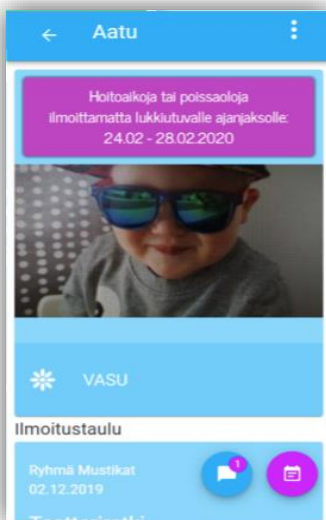 Aatu
Hoitoaikoja tai poissaoloja
ilmoittamatta lukkiutuvalle ajanjaksolle:
24.02 - 28.02.2020
VASU
Ilmoitustaulu
Ryhmä Mustikat
1
02.12.2019